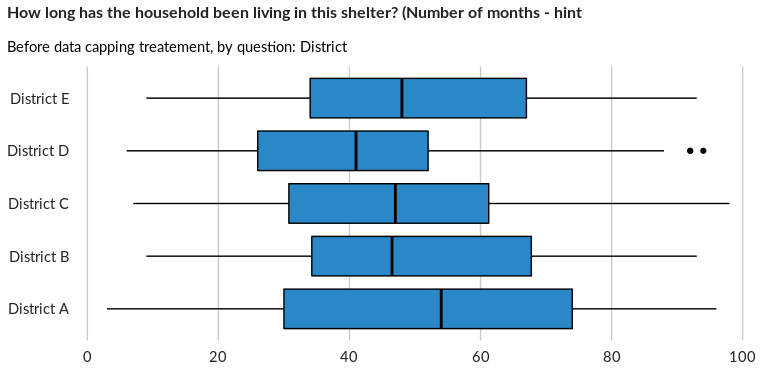 How long has the household been living in this shelter? (Number of months - hint
Before data capping treatement, by question: District
District E
District D
District C
District B
District A
0 20 40 60 80 100